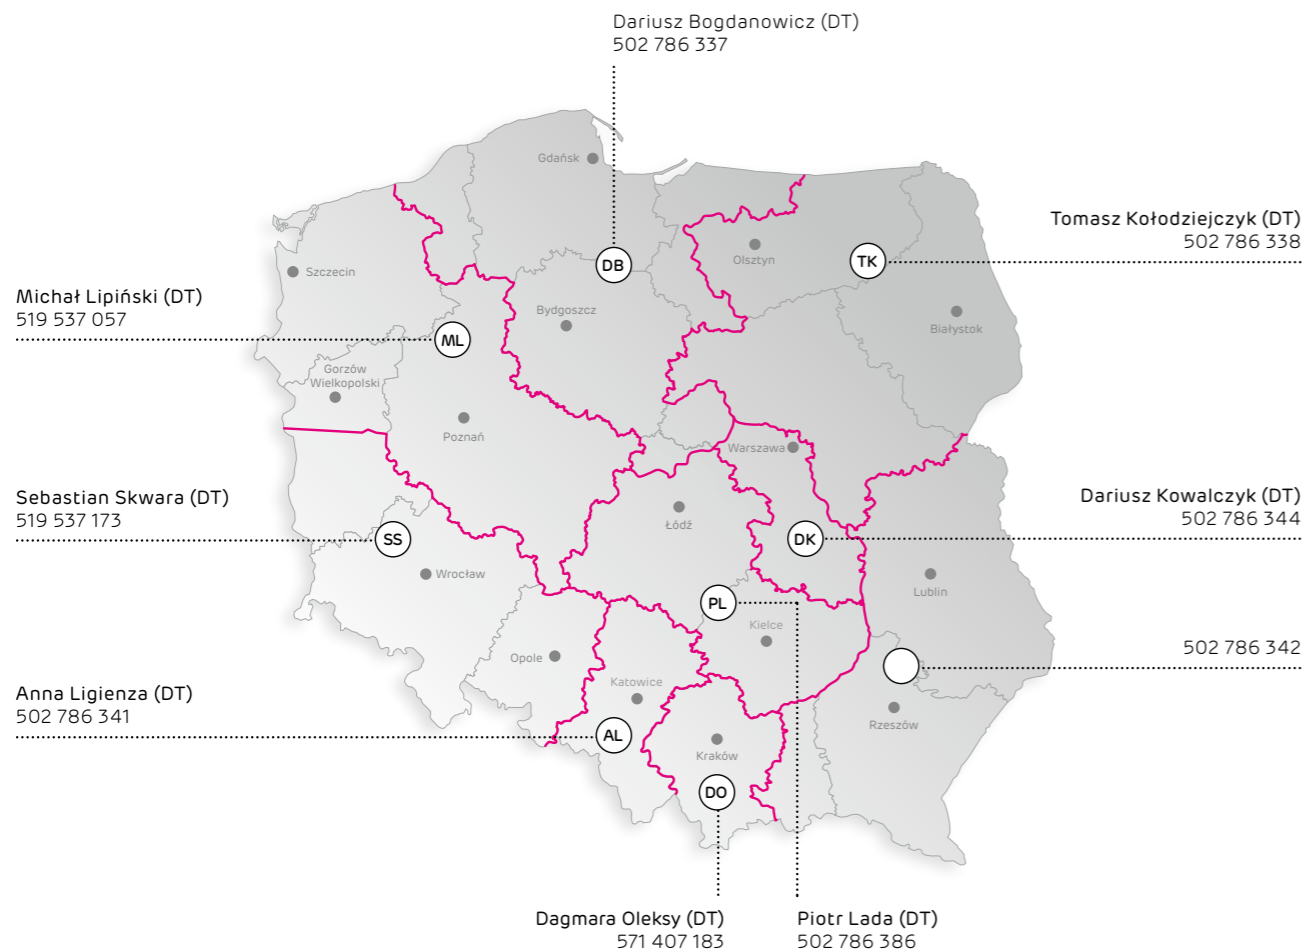 Dariusz Bogdanowicz (DT)
502 786 337
Gdańsk
Tomasz Kołodziejczyk (DT)
502 786 338
Olsztyn
TK
DB
Szczecin
Michał Lipiński (DT)
519 537 057
Bydgoszcz
Białystok
ML
Gorzów
Wielkopolski
Poznań
Warszawa
Sebastian Skwara (DT)
519 537 173
Dariusz Kowalczyk (DT)
502 786 344
Łódź
SS
DK
Wrocław
Lublin
PL
Kielce
502 786 342
Opole
Katowice
Anna Ligienza (DT)
502 786 341
Rzeszów
AL
Kraków
DO
Dagmara Oleksy (DT)
571 407 183
Piotr Lada (DT)
502 786 386